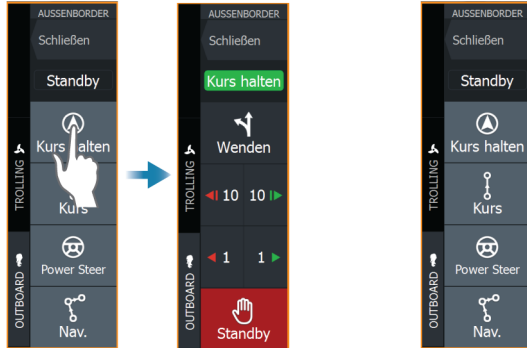 AUSSENBORDER
Schließen
Standby
Kurs halten
Kurs
Power Steer
Nav.
TROLLING
OUTBOARD
AUSSENBORDER
Schließen
Kurs halten
Wenden
10 10
1 1
Standby
TROLLING
OUTBOARD
AUSSENBORDER
Schließen
Standby
Kurs halten
Kurs
Power Steer
Nav.
TROLLING
OUTBOARD